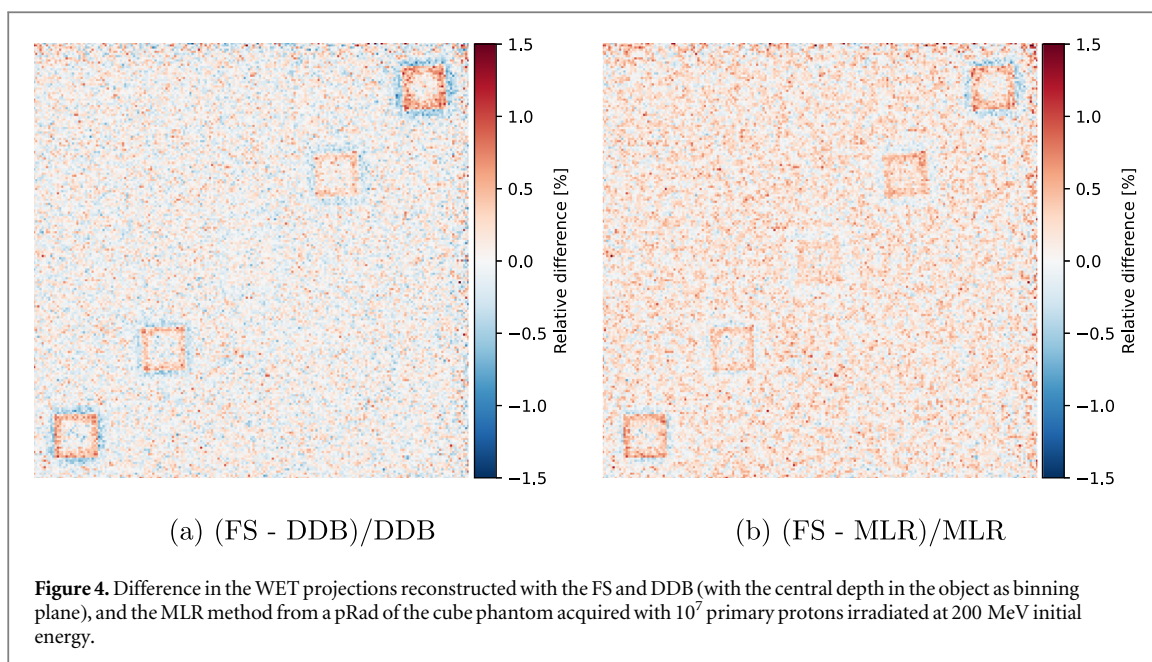 1.5
1.0
0.5
0.0
−0.5
−1.0
−1.5
Relative difference [%]
(a) (FS - DDB)/DDB
1.5
1.0
0.5
0.0
−0.5
−1.0
−1.5
Relative difference [%]
(b) (FS - MLR)/MLR
Figure 4. Difference in the WET projections reconstructed with the FS and DDB (with the central depth in the object as binning
plane), and the MLR method from a pRad of the cube phantom acquired with 10⁷ primary protons irradiated at 200 MeV initial
energy.